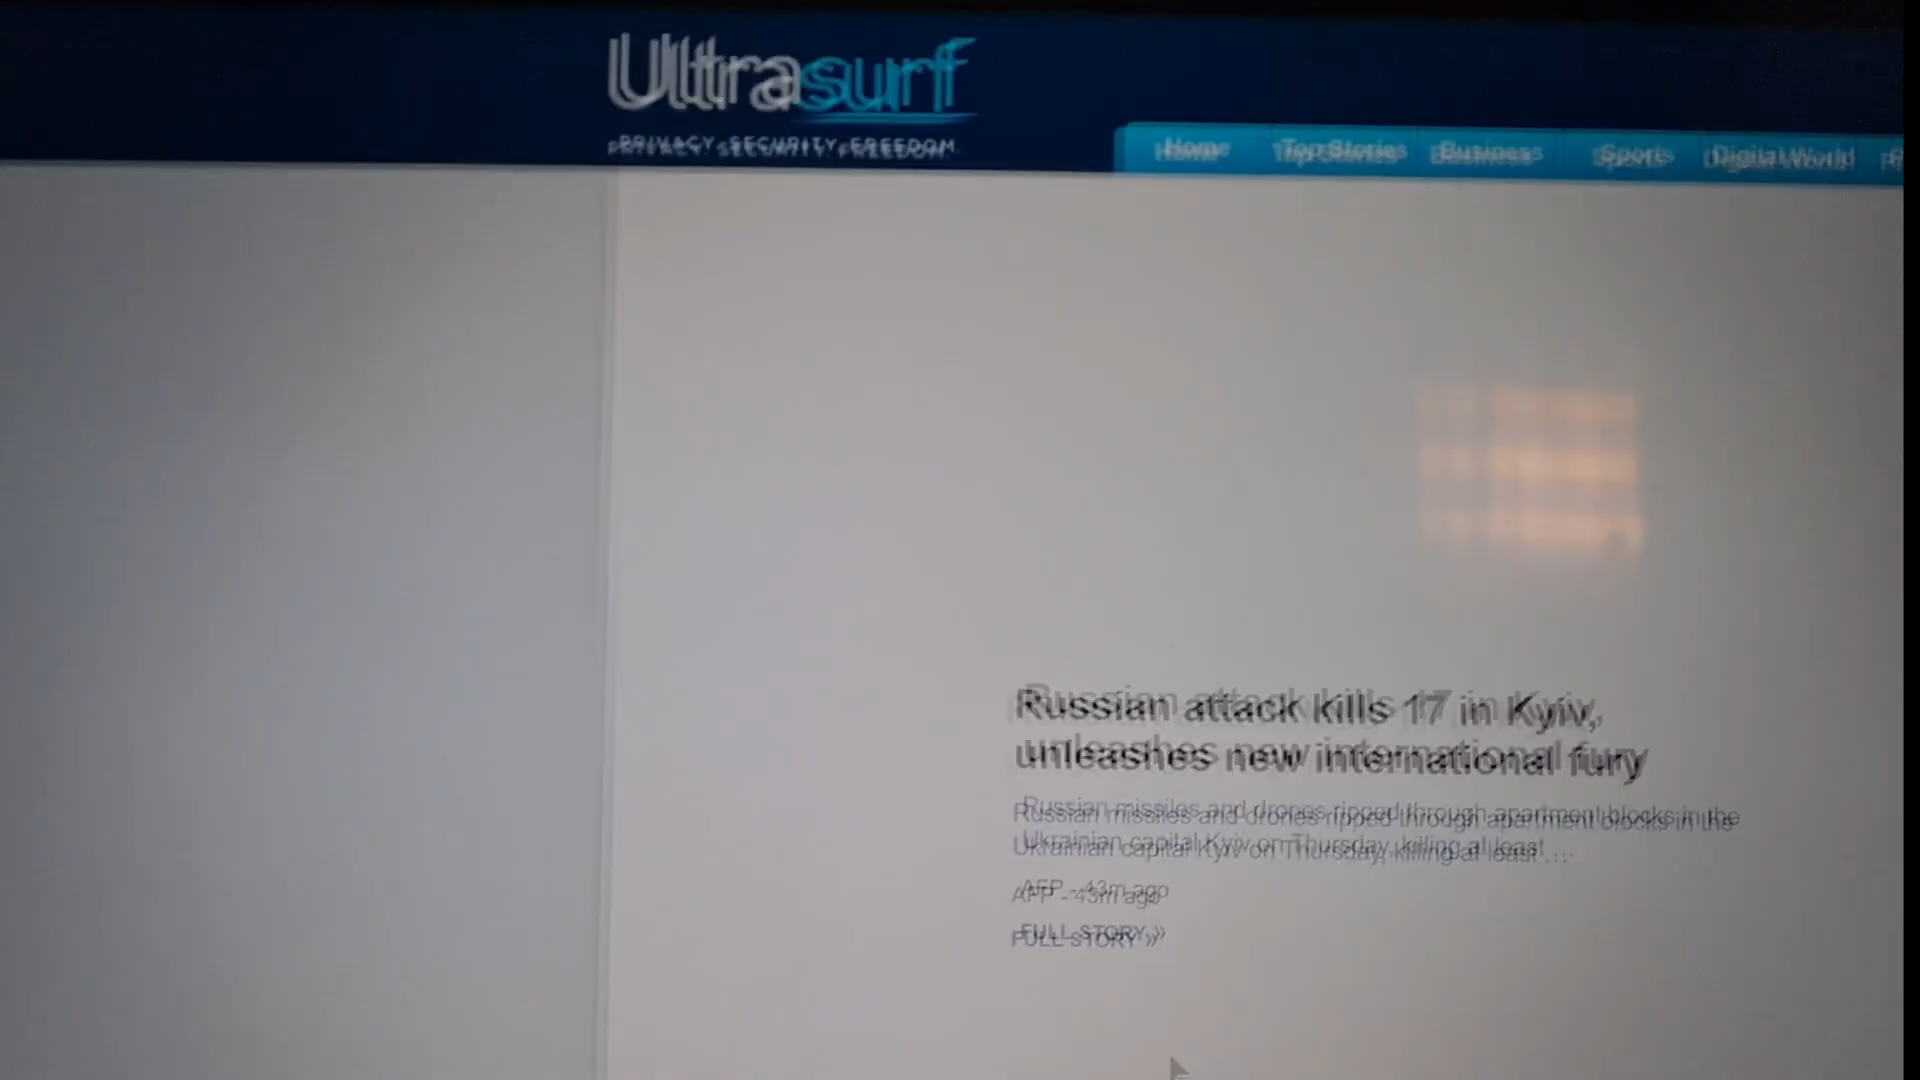 Ultrasurf
PRIVACY. SECURITY. FREEDOM.
Home Top Stories Business Sports Digital World
Russian attack kills 17 in Kyiv,
unleashes new international fury
Russian missiles and drones ripped through apartment blocks in the
Ukrainian capital Kyiv on Thursday, killing at least ...
AFP - 43m ago
FULL STORY »